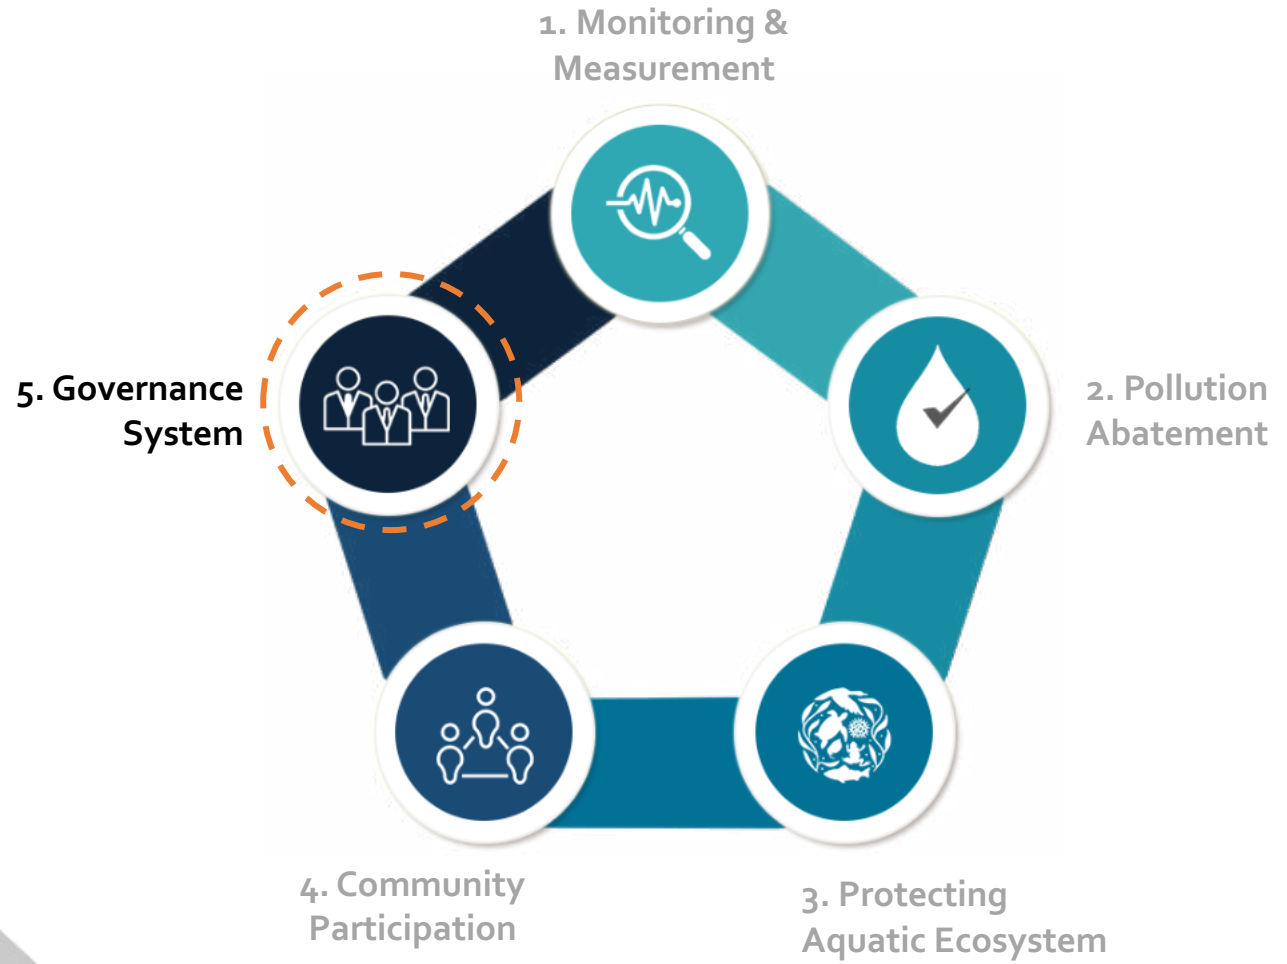 1. Monitoring &
Measurement
5. Governance
System
2. Pollution
Abatement
4. Community
Participation
3. Protecting
Aquatic Ecosystem